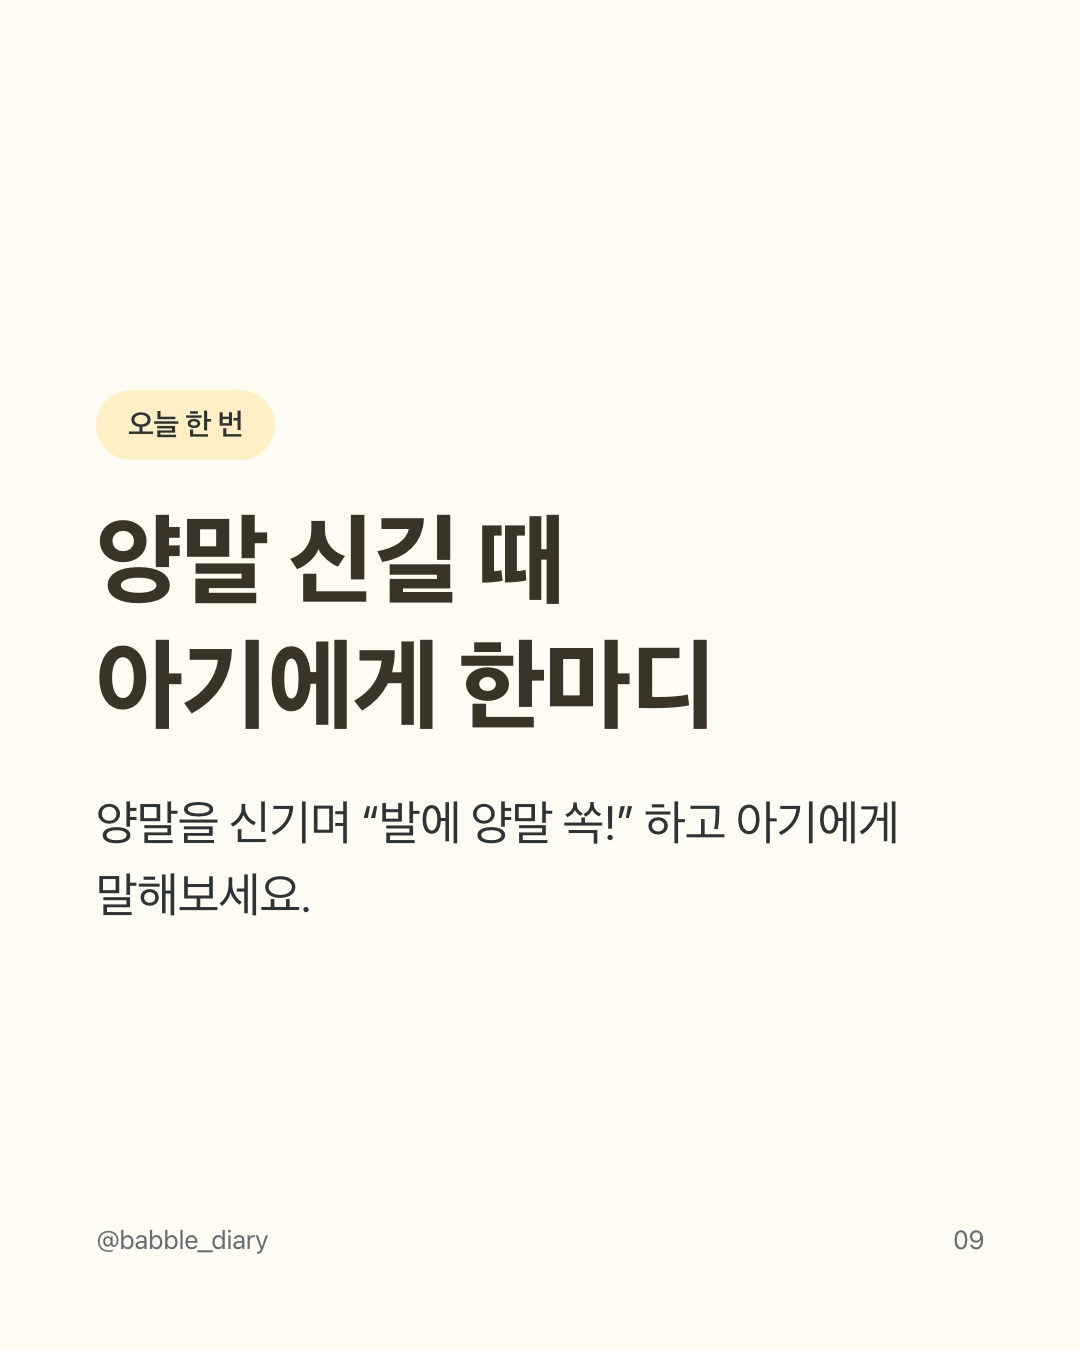 오늘 한 번
양말 신길 때
아기에게 한마디
양말을 신기며 “발에 양말 쏙!” 하고 아기에게
말해보세요.
@babble_diary
09